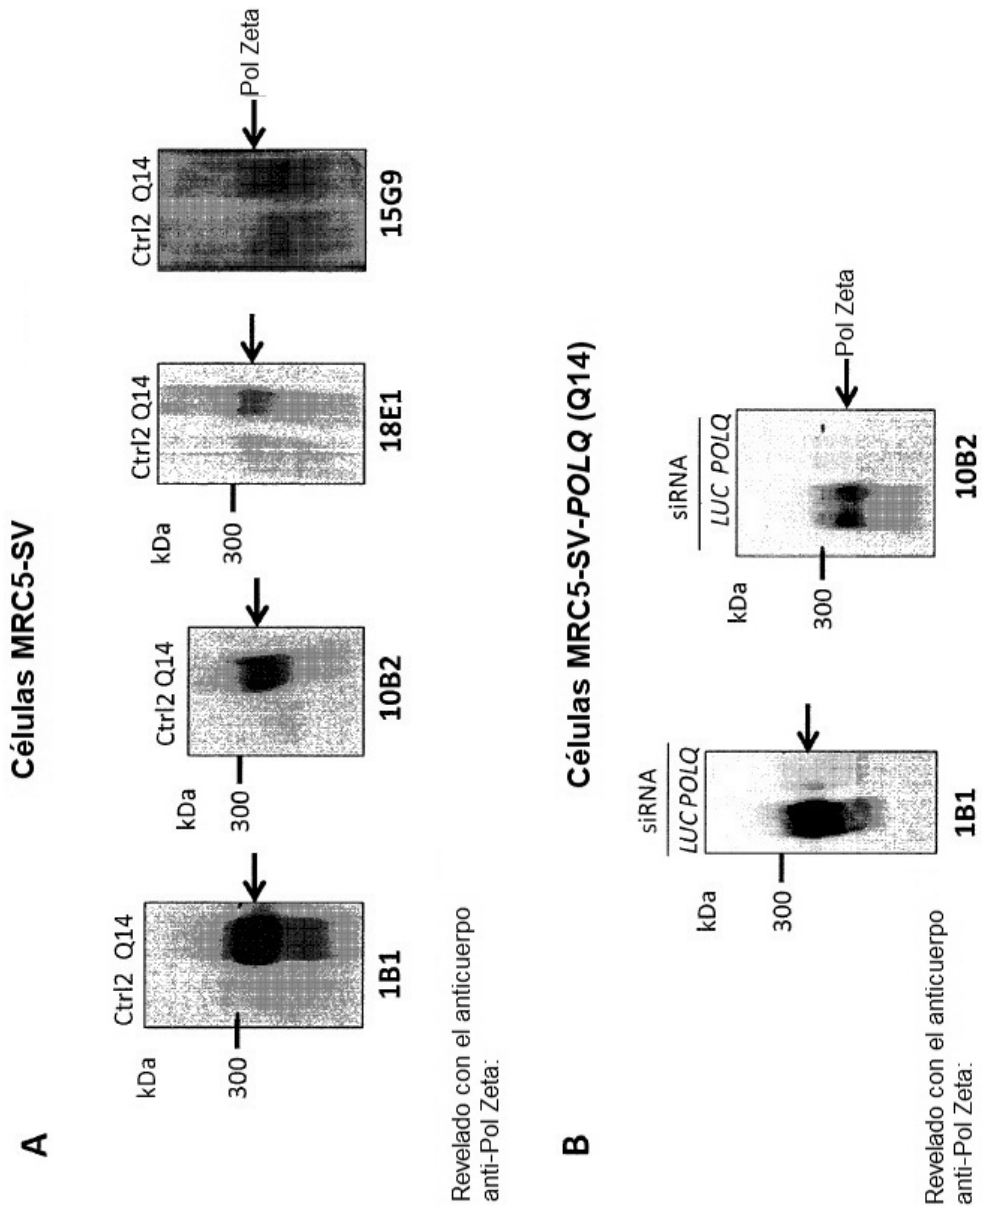 A
Células MRC5-SV
kDa
300
Ctrl2 Q14
1B1
kDa
300
Ctrl2 Q14
10B2
kDa
300
Ctrl2 Q14
18E1
Ctrl2 Q14
Pol Zeta
15G9
Revelado con el anticuerpo
anti-Pol Zeta:
B
Células MRC5-SV-POLQ (Q14)
kDa
300
siRNA
LUC POLQ
1B1
kDa
300
siRNA
LUC POLQ
Pol Zeta
10B2
Revelado con el anticuerpo
anti-Pol Zeta: